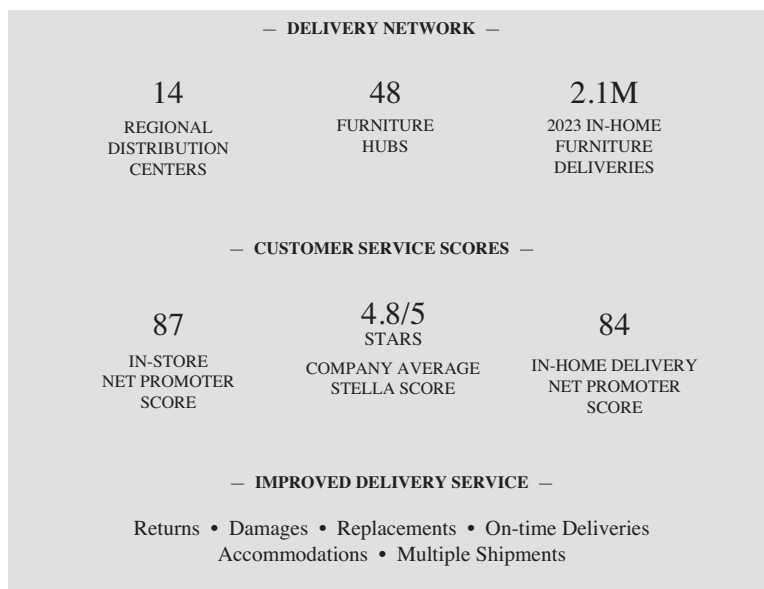 — DELIVERY NETWORK —
14
REGIONAL
DISTRIBUTION
CENTERS
48
FURNITURE
HUBS
2.1M
2023 IN-HOME
FURNITURE
DELIVERIES
— CUSTOMER SERVICE SCORES —
87
IN-STORE
NET PROMOTER
SCORE
4.8/5
STARS
COMPANY AVERAGE
STELLA SCORE
84
IN-HOME DELIVERY
NET PROMOTER
SCORE
— IMPROVED DELIVERY SERVICE —
Returns • Damages • Replacements • On-time Deliveries
Accommodations • Multiple Shipments